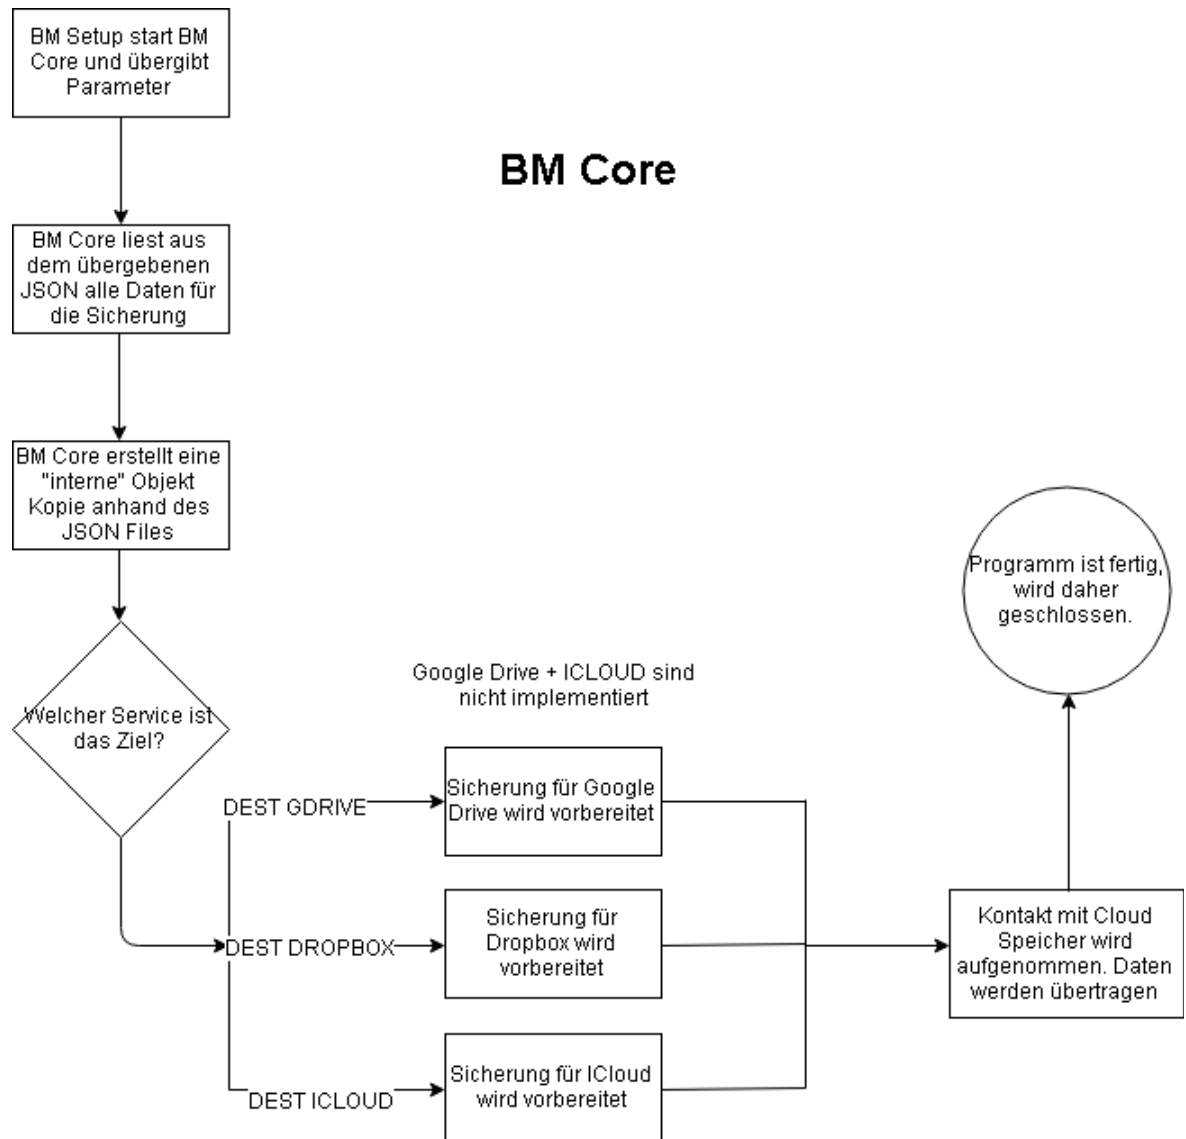 BM Setup start BM
Core und übergibt
Parameter
BM Core
BM Core liest aus
dem übergebenen
JSON alle Daten für
die Sicherung
BM Core erstellt eine
"interne" Objekt
Kopie anhand des
JSON Files
Programm ist fertig,
wird daher
geschlossen.
Welcher Service ist
das Ziel?
Google Drive + ICLOUD sind
nicht implementiert
DEST GDRIVE
Sicherung für Google
Drive wird vorbereitet
DEST DROPBOX
Sicherung für
Dropbox wird
vorbereitet
Kontakt mit Cloud
Speicher wird
aufgenommen. Daten
werden übertragen
DEST ICLOUD
Sicherung für ICloud
wird vorbereitet